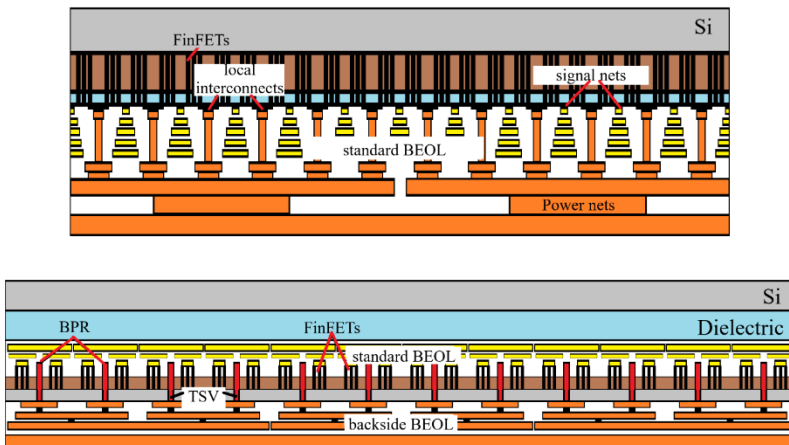 Si
FinFETs
local
interconnects
signal nets
standard BEOL
Power nets
Si
Dielectric
BPR
FinFETs
standard BEOL
TSV
backside BEOL